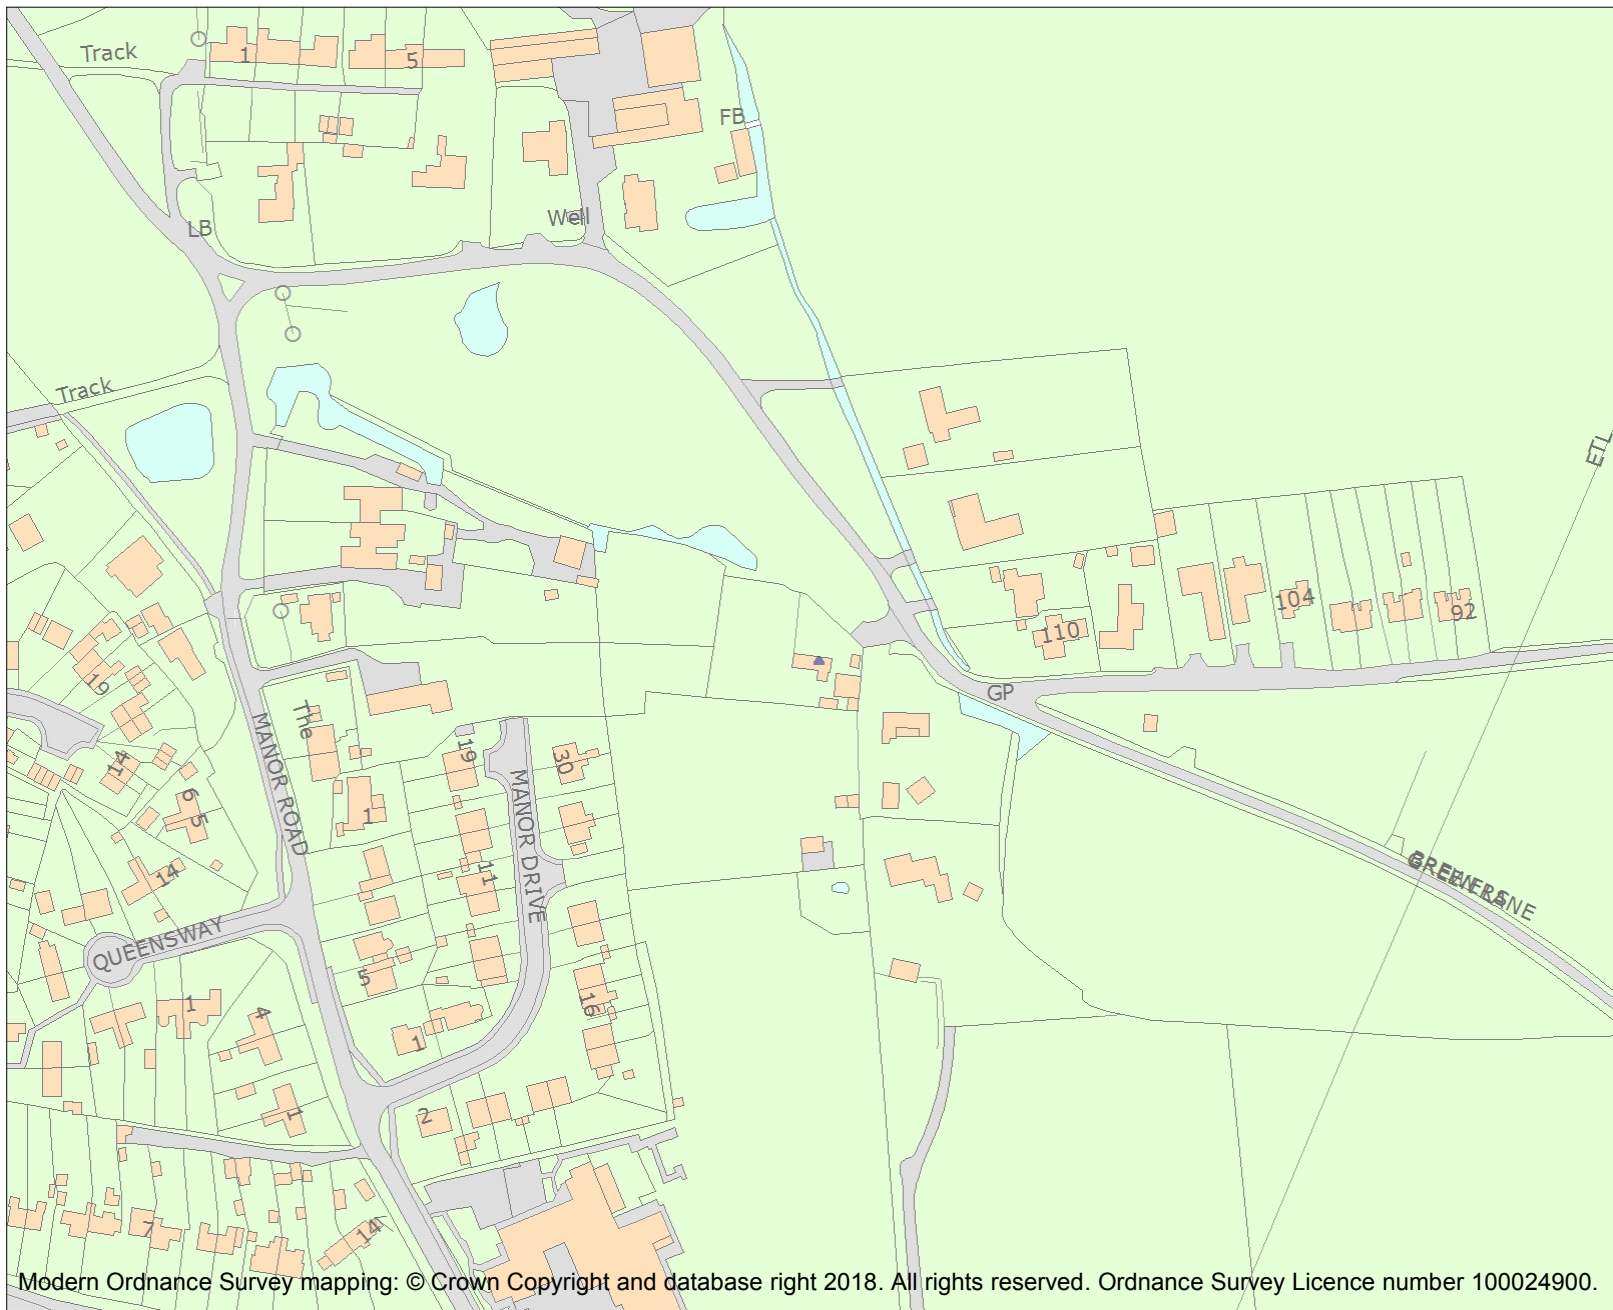 Track
1
5
FB
LB
Well
Track
ETL
104
92
110
19
The
GP
MANOR ROAD
14
19
30
MANOR DRIVE
6
5
1
11
14
GREEN LANE
QUEENSWAY
5
1
4
16
1
1
2
7
14
Modern Ordnance Survey mapping: © Crown Copyright and database right 2018. All rights reserved. Ordnance Survey Licence number 100024900.